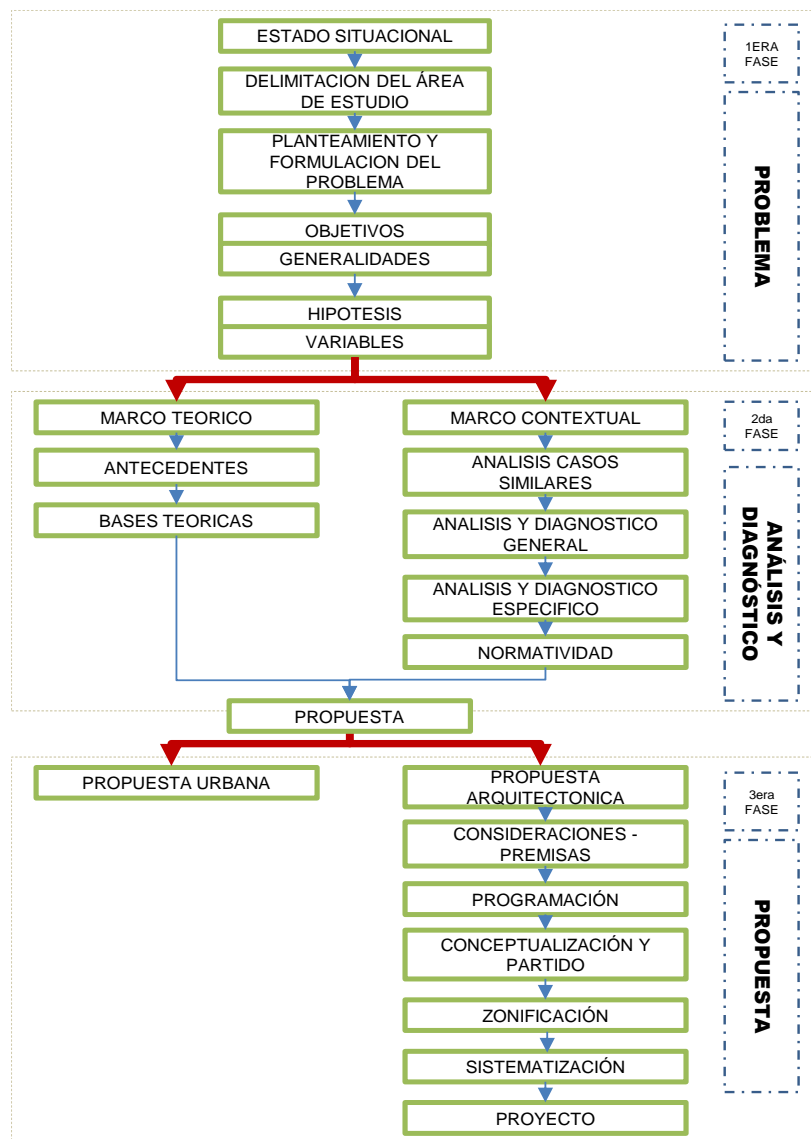 ESTADO SITUACIONAL
1ERA
FASE
DELIMITACION DEL ÁREA
DE ESTUDIO
PLANTEAMIENTO Y
FORMULACION DEL
PROBLEMA
OBJETIVOS
GENERALIDADES
HIPOTESIS
VARIABLES
PROBLEMA
MARCO TEORICO
ANTECEDENTES
BASES TEORICAS
MARCO CONTEXTUAL
ANALISIS CASOS
SIMILARES
ANALISIS Y DIAGNOSTICO
GENERAL
ANALISIS Y DIAGNOSTICO
ESPECIFICO
NORMATIVIDAD
2da
FASE
ANÁLISIS Y
DIAGNÓSTICO
PROPUESTA
PROPUESTA URBANA
PROPUESTA
ARQUITECTONICA
CONSIDERACIONES -
PREMISAS
PROGRAMACIÓN
CONCEPTUALIZACIÓN Y
PARTIDO
ZONIFICACIÓN
SISTEMATIZACIÓN
PROYECTO
3era
FASE
PROPUESTA